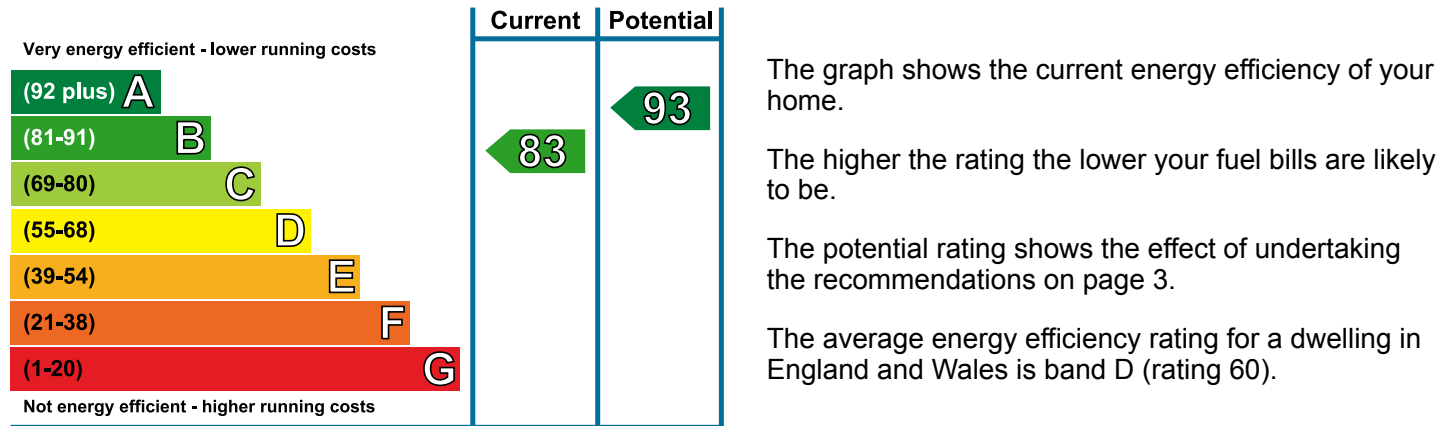 Current Potential
Very energy efficient - lower running costs
(92 plus) A
93
(81-91) B
83
(69-80) C
(55-68) D
(39-54) E
(21-38) F
(1-20) G
Not energy efficient - higher running costs
The graph shows the current energy efficiency of your
home.
The higher the rating the lower your fuel bills are likely
to be.
The potential rating shows the effect of undertaking
the recommendations on page 3.
The average energy efficiency rating for a dwelling in
England and Wales is band D (rating 60).